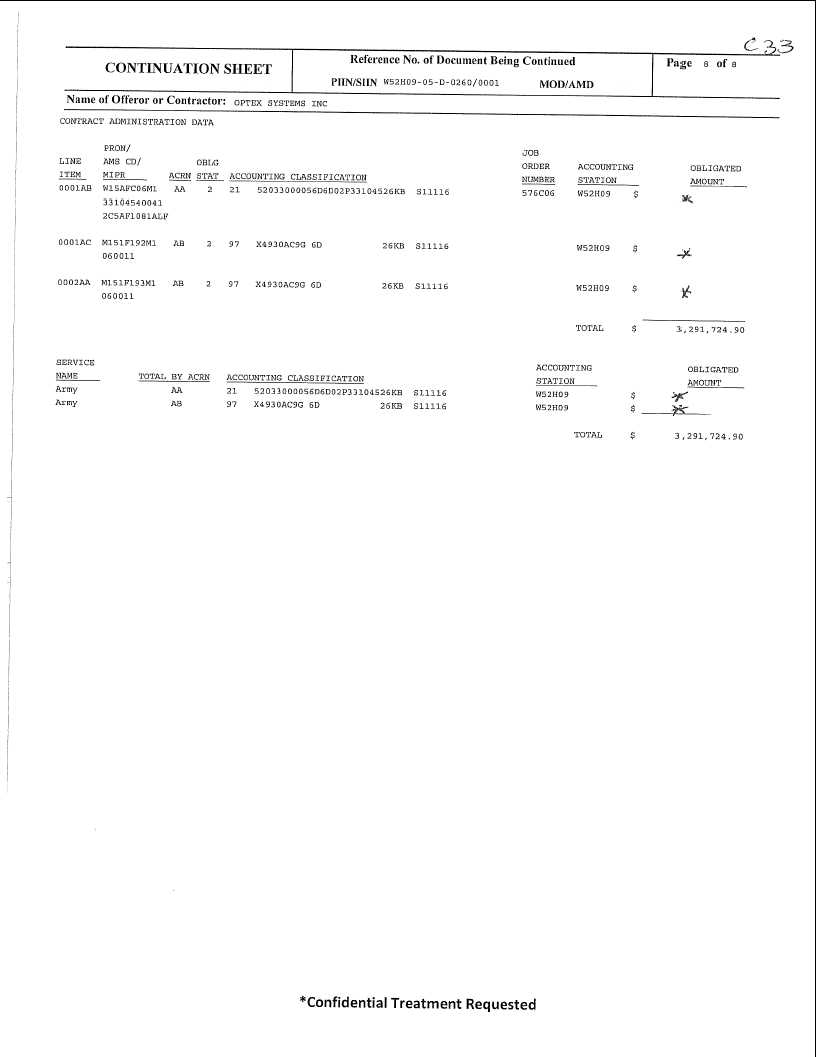 C33
CONTINUATION SHEET
Reference No. of Document Being Continued
PIIN/SIIN W52H09-05-D-0260/0001 MOD/AMD
Page 8 of 8
Name of Offeror or Contractor: OPTEX SYSTEMS INC
CONTRACT ADMINISTRATION DATA
PRON/
LINE AMS CD/ OBLG JOB ORDER ACCOUNTING OBLIGATED
ITEM MIPR ACRN STAT ACCOUNTING CLASSIFICATION NUMBER STATION AMOUNT
0001AB W15AFC06M1 AA 2 21 52033000056D6D02P33104526KB S11116 576C06 W52H09 $ *
33104540041
2C5AF1081ALF
0001AC M151F192M1 AB 2 97 X4930AC9G 6D 26KB S11116 W52H09 $ *
060011
0002AA M151F193M1 AB 2 97 X4930AC9G 6D 26KB S11116 W52H09 $ *
060011
TOTAL $ 3,291,724.90
SERVICE ACCOUNTING OBLIGATED
NAME TOTAL BY ACRN ACCOUNTING CLASSIFICATION STATION AMOUNT
Army AA 21 52033000056D6D02P33104526KB S11116 W52H09 $ *
Army AB 97 X4930AC9G 6D 26KB S11116 W52H09 $ *
TOTAL $ 3,291,724.90
*Confidential Treatment Requested